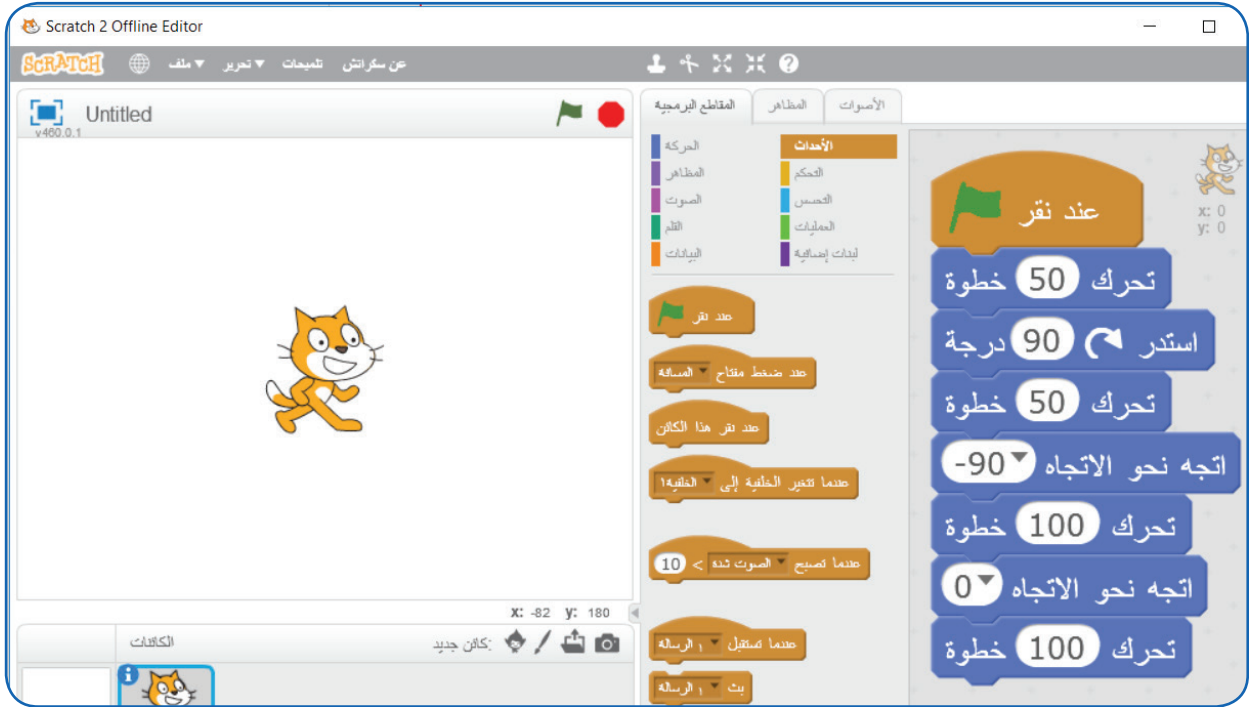 Scratch 2 Offline Editor
SCRATCH ملف تحرير تلميحات عن سكراتش
Untitled
v460.0.1
المقاطع البرمجية المظاهر الأصوات
الحركة الأحداث
المظاهر التحكم
الصوت التحسس
القلم العمليات
البيانات لبنات إضافية
عند نقر
عند ضغط مفتاح المسافة
عند نقر هذا الكائن
عندما تتغير الخلفية إلى الخلفية١
عندما تصبح الصوت شدة > 10
عندما تستقبل الرسالة ١
بث الرسالة ١
x: 0
y: 0
عند نقر
تحرك 50 خطوة
استدر 90 درجة
تحرك 50 خطوة
اتجه نحو الاتجاه -90
تحرك 100 خطوة
اتجه نحو الاتجاه 0
تحرك 100 خطوة
x: -82 y: 180
الكائنات كائن جديد: